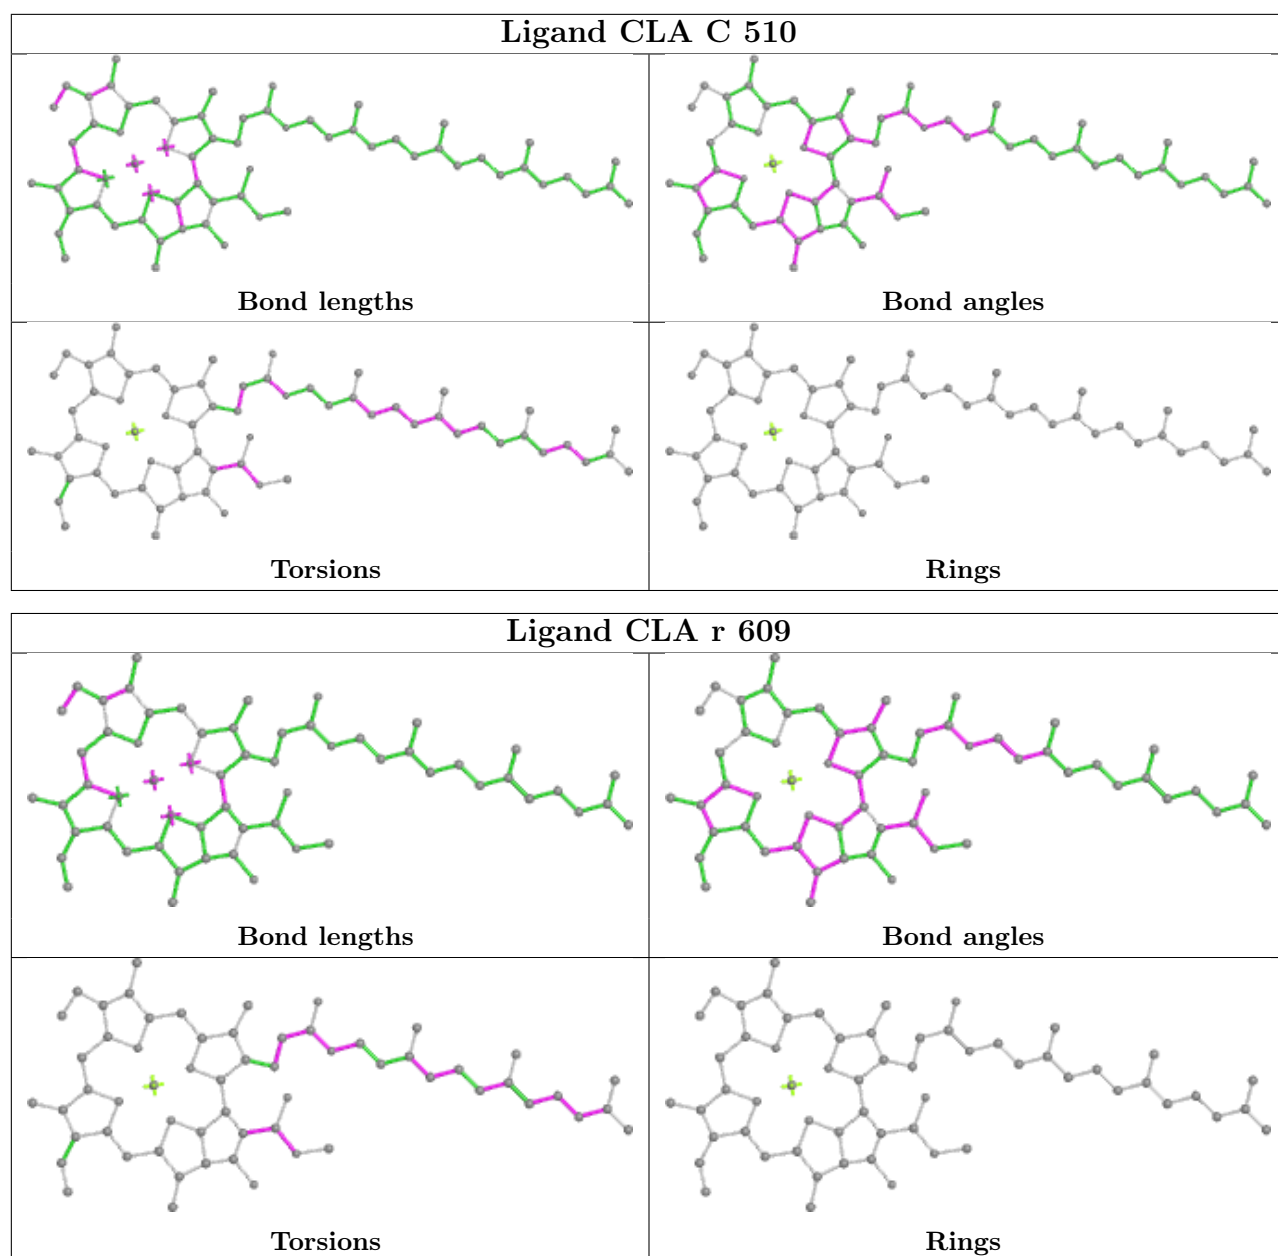 Ligand CLA C 510
Bond lengths
Bond angles
Torsions
Rings
Ligand CLA r 609
Bond lengths
Bond angles
Torsions
Rings